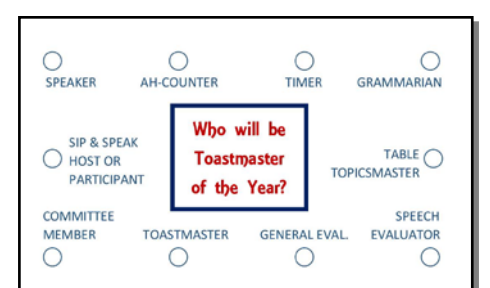 SPEAKER
AH-COUNTER
TIMER
GRAMMARIAN
SIP & SPEAK
HOST OR
PARTICIPANT
Who will be
Toastmaster
of the Year?
TABLE
TOPICSMASTER
COMMITTEE
MEMBER
TOASTMASTER
GENERAL EVAL.
SPEECH
EVALUATOR